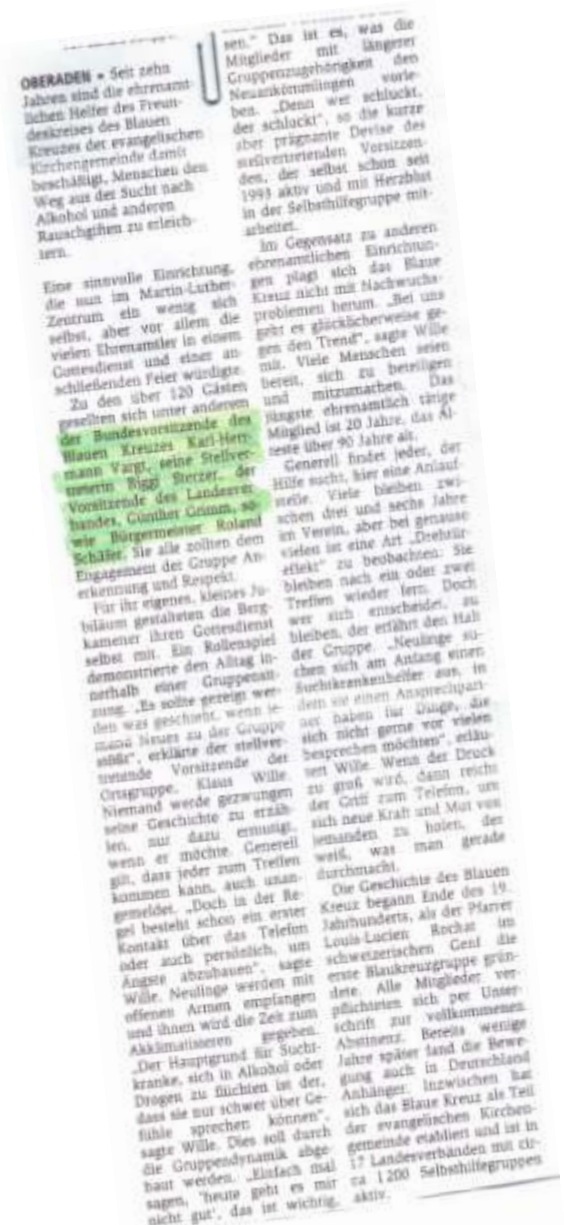 OBERADEN • Seit zehn
Jahren sind die ehrenamt-
lichen Helfer des Freun-
deskreises des Blauen
Kreuzes der evangelischen
Kirchengemeinde damit
beschäftigt, Menschen den
Weg aus der Sucht nach
Alkohol und anderen
Rauschgiften zu erleich-
tern.
Eine sinnvolle Einrichtung,
die nun im Martin-Luther-
Zentrum ein wenig sich
selbst, aber vor allem die
vielen Ehrenamtler in einem
Gottesdienst und einer an-
schließenden Feier würdigte.
Zu den über 120 Gästen
gesellten sich unter anderem
der Bundesvorsitzende des
Blauen Kreuzes Karl-Herr-
mann Vargt, seine Stellver-
treterin Biggi Sterzer, der
Vorsitzende des Landesver-
bandes, Günther Grimm, so-
wie Bürgermeister Roland
Schäfer. Sie alle zollten dem
Engagement der Gruppe An-
erkennung und Respekt.
Für ihr eigenes, kleines Ju-
biläum gestalteten die Berg-
kamener ihren Gottesdienst
selbst mit. Ein Rollenspiel
demonstrierte den Alltag in-
nerhalb einer Gruppensit-
zung. „Es sollte gezeigt wer-
den was geschieht, wenn je-
mand Neues zu der Gruppe
stößt“, erklärte der stellver-
tretende Vorsitzende der
Ortsgruppe, Klaus Wille.
Niemand werde gezwungen
seine Geschichte zu erzäh-
len, nur dazu ermutigt,
wenn er möchte. Generell
gilt, dass jeder zum Treffen
kommen kann, auch unan-
gemeldet. „Doch in der Re-
gel besteht schon ein erster
Kontakt über das Telefon
oder auch persönlich, um
Ängste abzubauen“, sagte
Wille. Neulinge werden mit
offenen Armen empfangen
und ihnen wird die Zeit zum
Akklimatisieren gegeben.
„Der Hauptgrund für Sucht-
kranke, sich in Alkohol oder
Drogen zu flüchten ist der,
dass sie nur schwer über Ge-
fühle sprechen können“,
sagte Wille. Dies soll durch
die Gruppendynamik abge-
baut werden. „Einfach mal
sagen, 'heute geht es mir
nicht gut', das ist wichtig,
sen.“ Das ist es, was die
Mitglieder mit längerer
Gruppenzugehörigkeit den
Neuankömmlingen vorle-
ben. „Denn wer schluckt,
der schluckt“, so die kurze
aber prägnante Devise des
stellvertretenden Vorsitzen-
den, der selbst schon seit
1993 aktiv und mit Herzblut
in der Selbsthilfegruppe mit-
arbeitet.
Im Gegensatz zu anderen
ehrenamtlichen Einrichtun-
gen plagt sich das Blaue
Kreuz nicht mit Nachwuchs-
problemen herum. „Bei uns
geht es glücklicherweise ge-
gen den Trend“, sagte Wille
mit. Viele Menschen seien
bereit, sich zu beteiligen
und mitzumachen. Das
jüngste ehrenamtlich tätige
Mitglied ist 20 Jahre, das Äl-
teste über 90 Jahre alt.
Generell findet jeder, der
Hilfe sucht, hier eine Anlauf-
stelle. Viele bleiben zwi-
schen drei und sechs Jahre
im Verein, aber bei genauso
vielen ist eine Art „Drehtür-
effekt“ zu beobachten: Sie
bleiben nach ein oder zwei
Treffen wieder fern. Doch
wer sich entscheidet, zu
bleiben, der erfährt den Halt
der Gruppe. „Neulinge su-
chen sich am Anfang einen
Suchtkrankenhelfer aus, in
dem sie einen Ansprechpart-
ner haben für Dinge, die
sich nicht gerne vor vielen
besprechen möchten“, erläu-
tert Wille. Wenn der Druck
zu groß wird, dann reicht
der Griff zum Telefon, um
sich neue Kraft und Mut von
jemanden zu holen, der
weiß, was man gerade
durchmacht.
Die Geschichte des Blauen
Kreuz begann Ende des 19.
Jahrhunderts, als der Pfarrer
Louis-Lucien Rochat im
schweizerischen Genf die
erste Blaukreuzgruppe grün-
dete. Alle Mitglieder ver-
pflichteten sich per Unter-
schrift zur vollkommenen
Abstinenz. Bereits wenige
Jahre später fand die Bewe-
gung auch in Deutschland
Anhänger. Inzwischen hat
sich das Blaue Kreuz als Teil
der evangelischen Kirchen-
gemeinde etabliert und ist in
17 Landesverbänden mit cir-
ca 1200 Selbsthilfegruppen
aktiv.